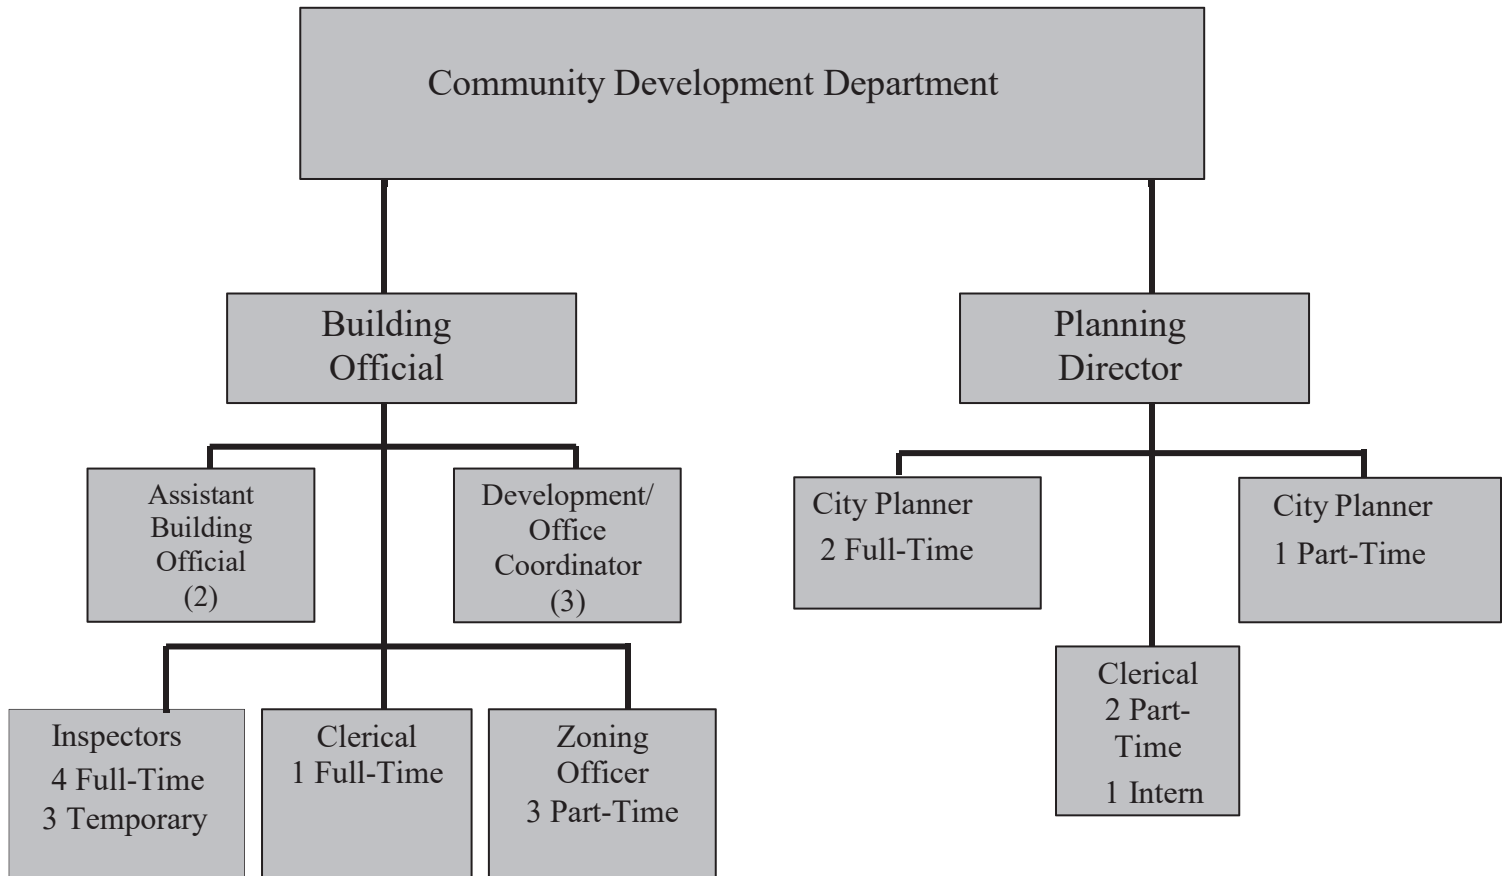 Community Development Department
Building
Official
Planning
Director
Assistant
Building
Official
(2)
Development/
Office
Coordinator
(3)
City Planner
2 Full-Time
City Planner
1 Part-Time
Inspectors
4 Full-Time
3 Temporary
Clerical
1 Full-Time
Zoning
Officer
3 Part-Time
Clerical
2 Part-
Time
1 Intern